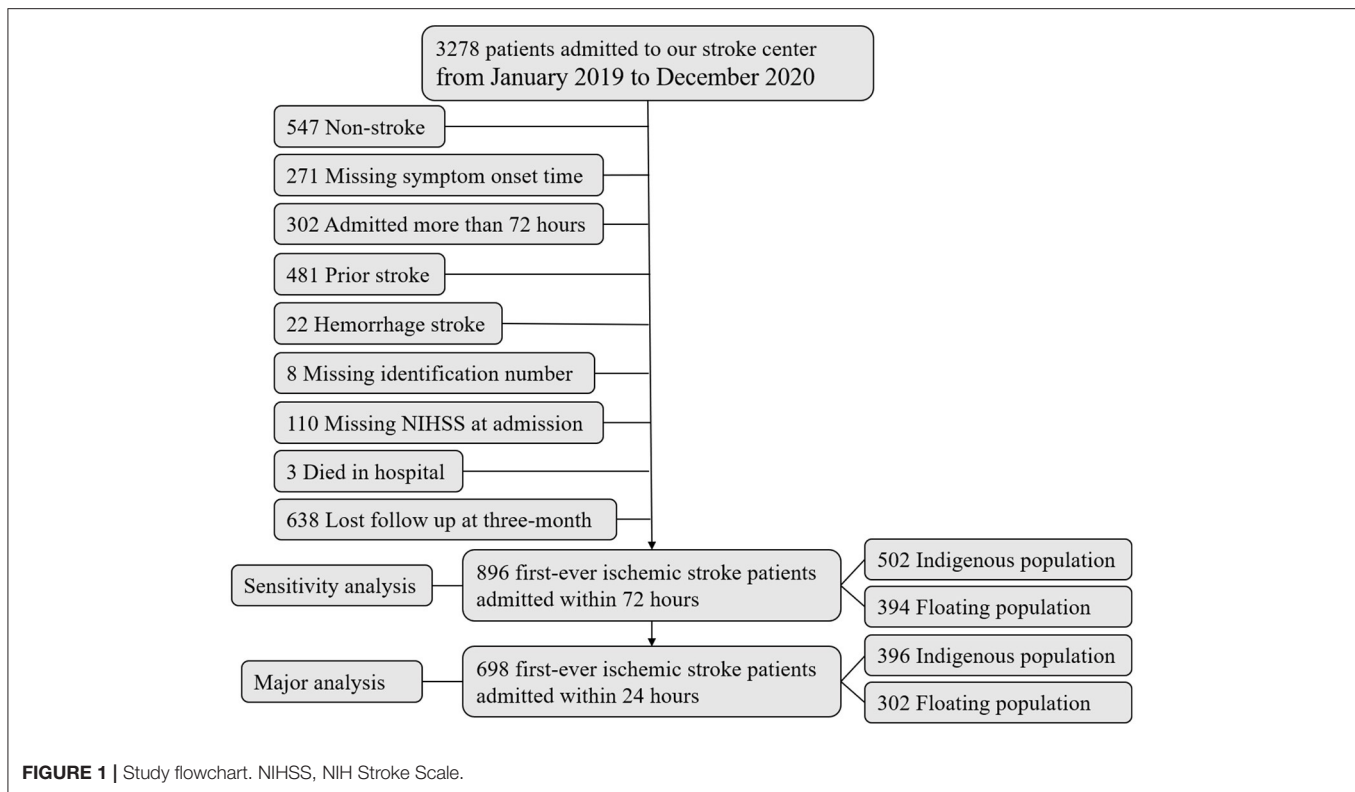 3278 patients admitted to our stroke center
from January 2019 to December 2020
547 Non-stroke
271 Missing symptom onset time
302 Admitted more than 72 hours
481 Prior stroke
22 Hemorrhage stroke
8 Missing identification number
110 Missing NIHSS at admission
3 Died in hospital
638 Lost follow up at three-month
Sensitivity analysis
896 first-ever ischemic stroke patients
admitted within 72 hours
502 Indigenous population
394 Floating population
Major analysis
698 first-ever ischemic stroke patients
admitted within 24 hours
396 Indigenous population
302 Floating population
FIGURE 1 | Study flowchart. NIHSS, NIH Stroke Scale.